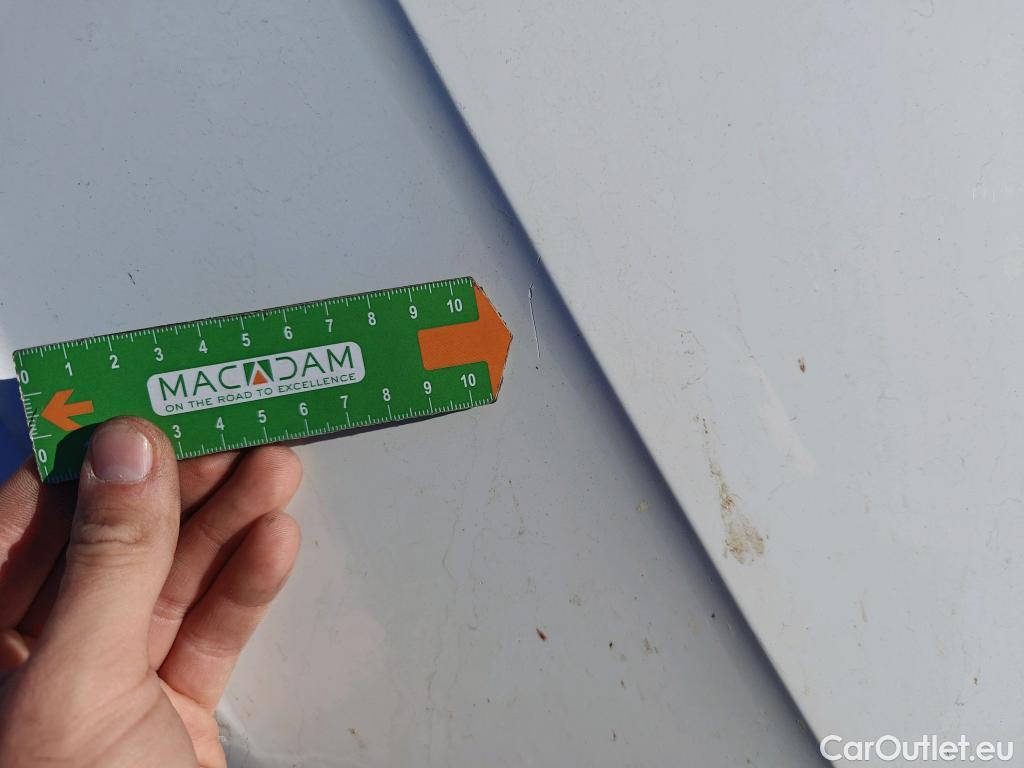 0 1 2 3 4 5 6 7 8 9 10
MACADAM
ON THE ROAD TO EXCELLENCE
0 3 4 5 6 7 8 9 10
CarOutlet.eu